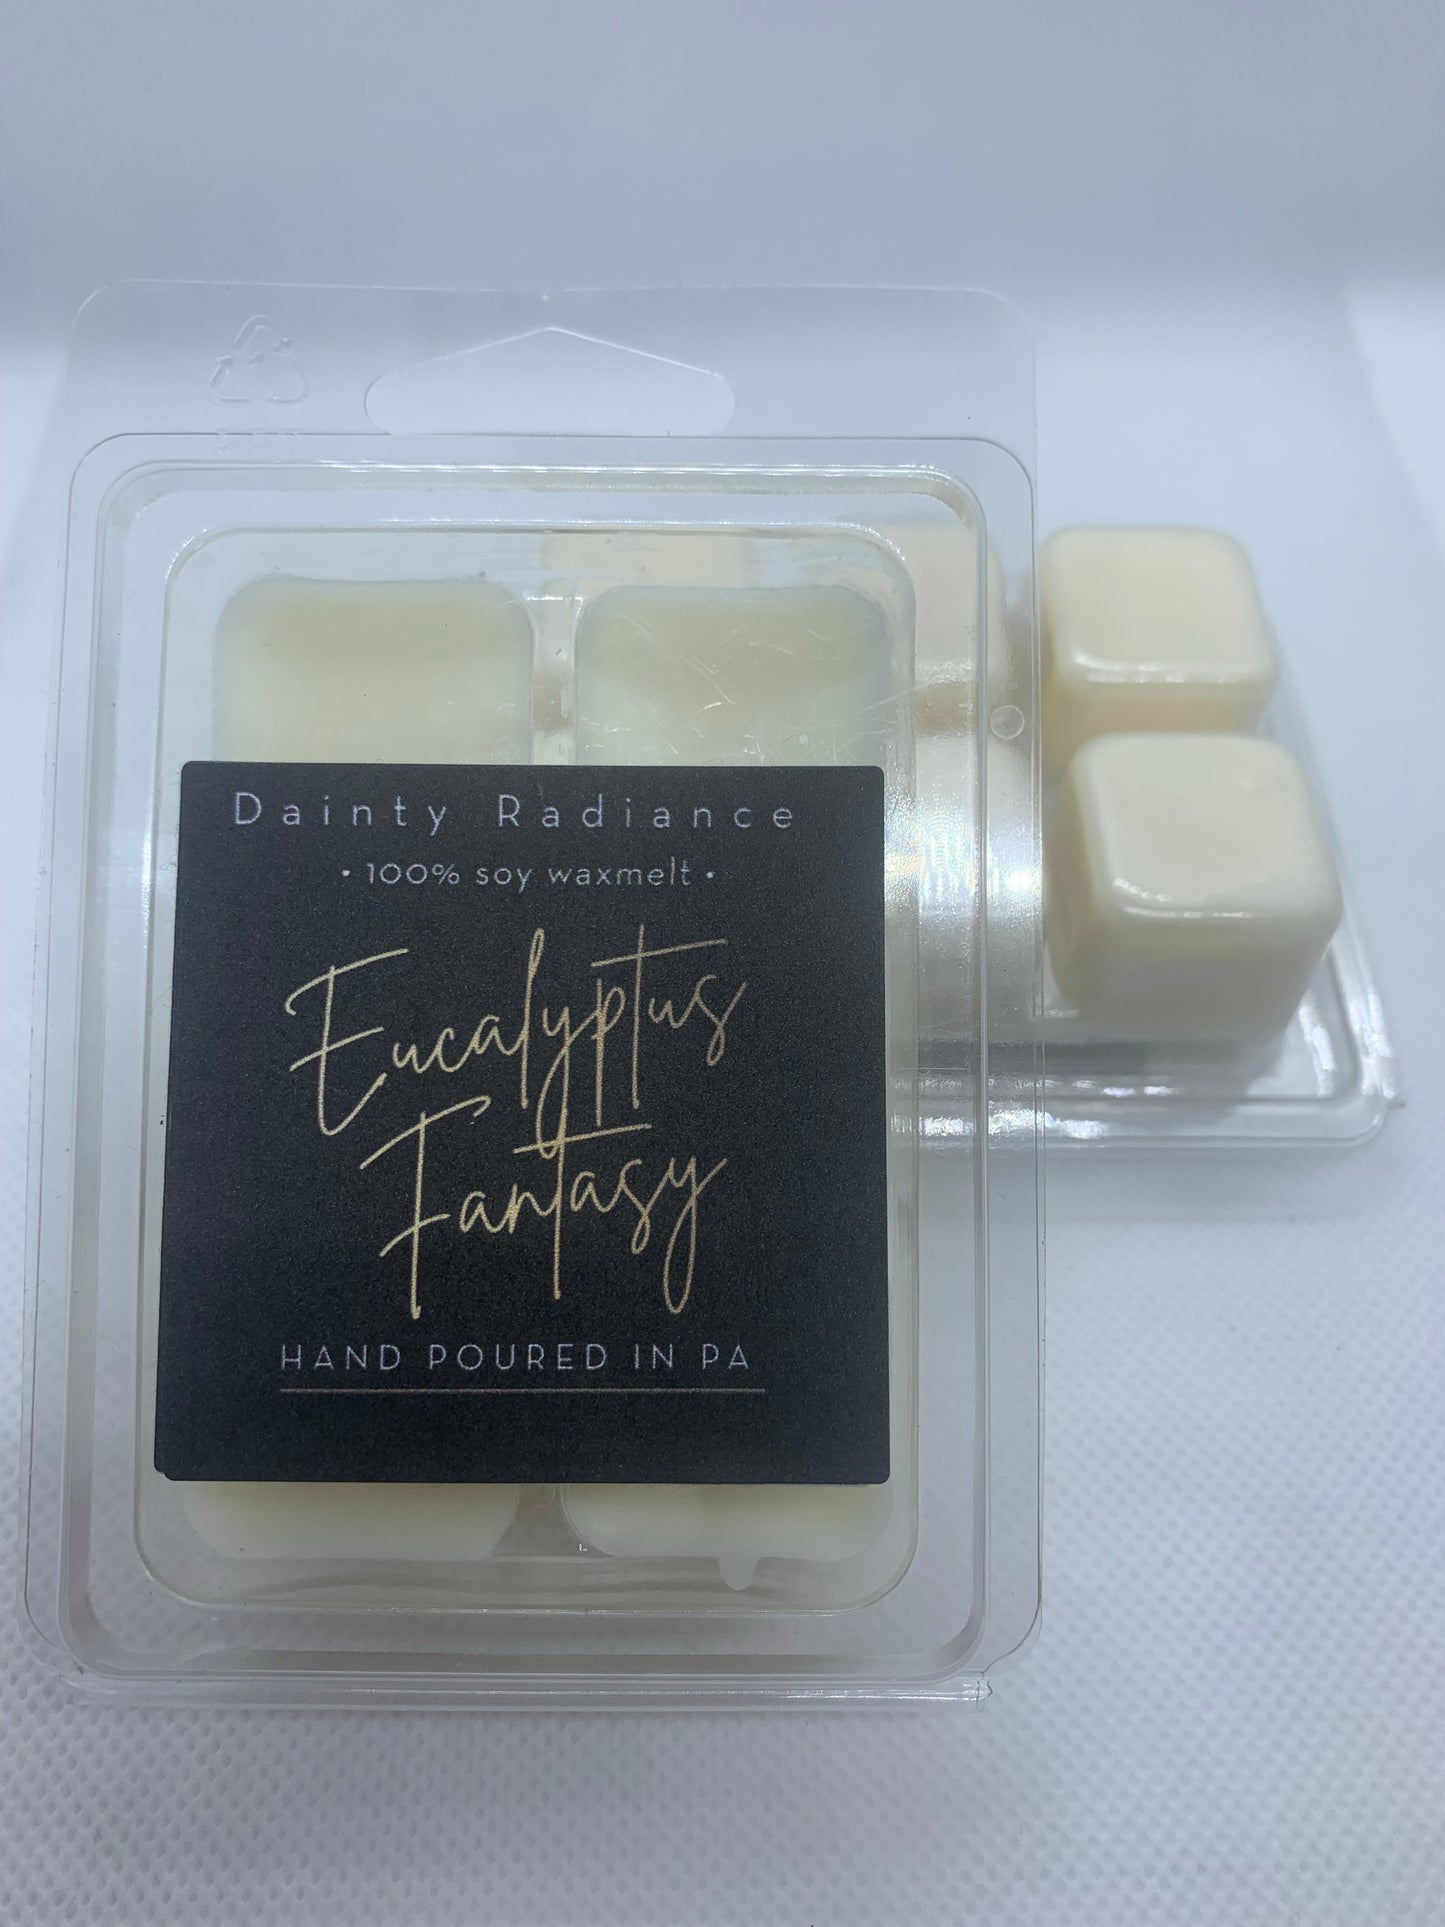 Dainty Radiance
• 100% soy waxmelt •
Eucalyptus
Fantasy
HAND POURED IN PA